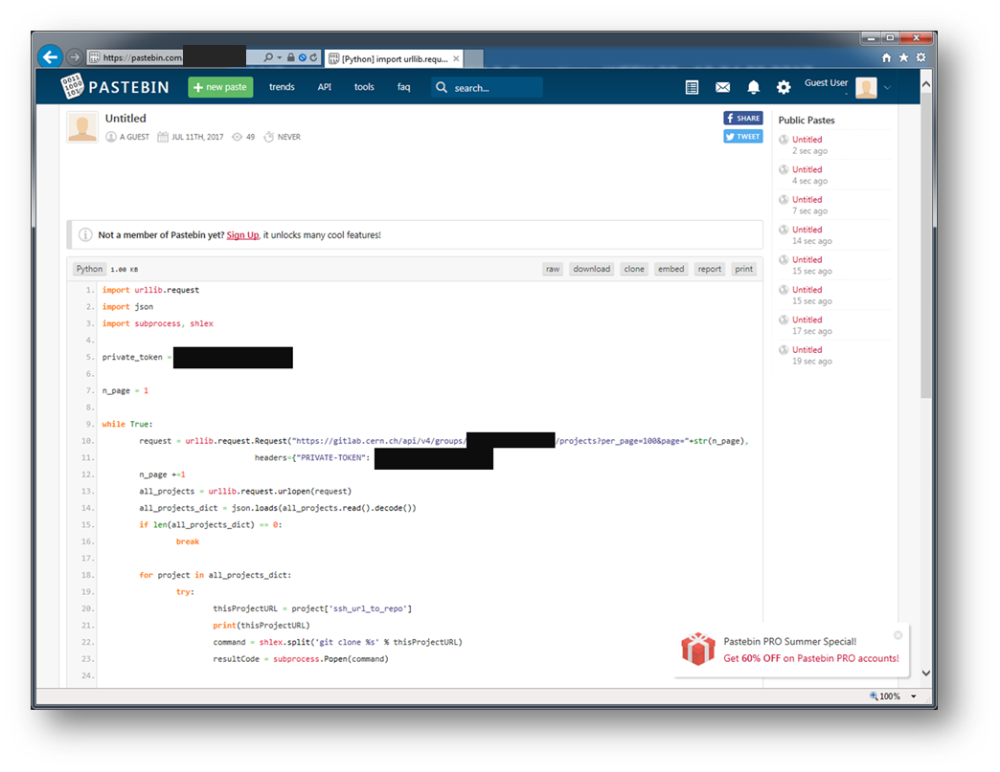 https://pastebin.com
[Python] import urllib.requ...
0011
1000
101
PASTEBIN
+ new paste
trends
API
tools
faq
search...
Guest User
-
Untitled
A GUEST
JUL 11TH, 2017
49
NEVER
SHARE
TWEET
Not a member of Pastebin yet? Sign Up, it unlocks many cool features!
Python
1.00 KB
raw
download
clone
embed
report
print
1. import urllib.request
2. import json
3. import subprocess, shlex
4.
5. private_token =
6.
7. n_page = 1
8.
9. while True:
10. request = urllib.request.Request("https://gitlab.cern.ch/api/v4/groups/ /projects?per_page=100&page="+str(n_page),
11. headers={"PRIVATE-TOKEN":
12. n_page +=1
13. all_projects = urllib.request.urlopen(request)
14. all_projects_dict = json.loads(all_projects.read().decode())
15. if len(all_projects_dict) == 0:
16. break
17.
18. for project in all_projects_dict:
19. try:
20. thisProjectURL = project['ssh_url_to_repo']
21. print(thisProjectURL)
22. command = shlex.split('git clone %s' % thisProjectURL)
23. resultCode = subprocess.Popen(command)
24.
Public Pastes
Untitled
2 sec ago
Untitled
4 sec ago
Untitled
7 sec ago
Untitled
14 sec ago
Untitled
15 sec ago
Untitled
15 sec ago
Untitled
17 sec ago
Untitled
19 sec ago
Pastebin PRO Summer Special!
Get 60% OFF on Pastebin PRO accounts!
100%